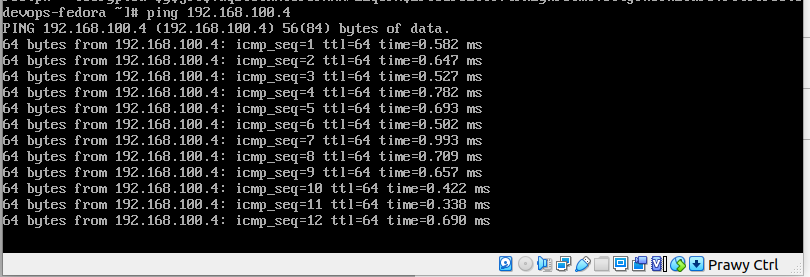 devops-fedora ~]# ping 192.168.100.4
PING 192.168.100.4 (192.168.100.4) 56(84) bytes of data.
64 bytes from 192.168.100.4: icmp_seq=1 ttl=64 time=0.582 ms
64 bytes from 192.168.100.4: icmp_seq=2 ttl=64 time=0.647 ms
64 bytes from 192.168.100.4: icmp_seq=3 ttl=64 time=0.527 ms
64 bytes from 192.168.100.4: icmp_seq=4 ttl=64 time=0.782 ms
64 bytes from 192.168.100.4: icmp_seq=5 ttl=64 time=0.693 ms
64 bytes from 192.168.100.4: icmp_seq=6 ttl=64 time=0.502 ms
64 bytes from 192.168.100.4: icmp_seq=7 ttl=64 time=0.993 ms
64 bytes from 192.168.100.4: icmp_seq=8 ttl=64 time=0.709 ms
64 bytes from 192.168.100.4: icmp_seq=9 ttl=64 time=0.657 ms
64 bytes from 192.168.100.4: icmp_seq=10 ttl=64 time=0.422 ms
64 bytes from 192.168.100.4: icmp_seq=11 ttl=64 time=0.338 ms
64 bytes from 192.168.100.4: icmp_seq=12 ttl=64 time=0.690 ms
Prawy Ctrl